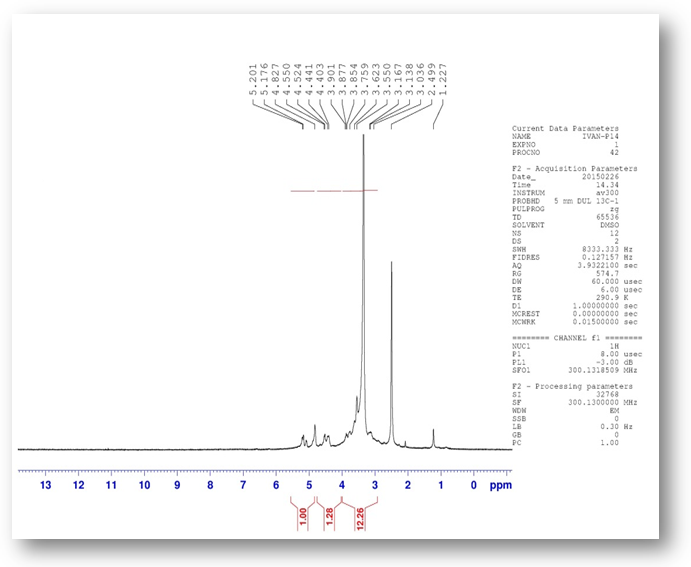 5.201
5.176
4.827
4.550
4.524
4.441
4.403
3.901
3.877
3.854
3.759
3.623
3.550
3.167
3.138
3.036
2.499
1.227
Current Data Parameters
NAME IVAN-P14
EXPNO 1
PROCNO 42
F2 - Acquisition Parameters
Date_ 20150226
Time 14.34
INSTRUM av300
PROBHD 5 mm DUL 13C-1
PULPROG zg
TD 65536
SOLVENT DMSO
NS 12
DS 2
SWH 8333.333 Hz
FIDRES 0.127157 Hz
AQ 3.9322100 sec
RG 574.7
DW 60.000 usec
DE 6.00 usec
TE 290.9 K
D1 1.00000000 sec
MCREST 0.00000000 sec
MCWRK 0.01500000 sec
======== CHANNEL f1 ========
NUC1 1H
P1 8.00 usec
PL1 -3.00 dB
SFO1 300.1318509 MHz
F2 - Processing parameters
SI 32768
SF 300.1300000 MHz
WDW EM
SSB 0
LB 0.30 Hz
GB 0
PC 1.00
13 12 11 10 9 8 7 6 5 4 3 2 1 0 ppm
1.00
1.28
12.26